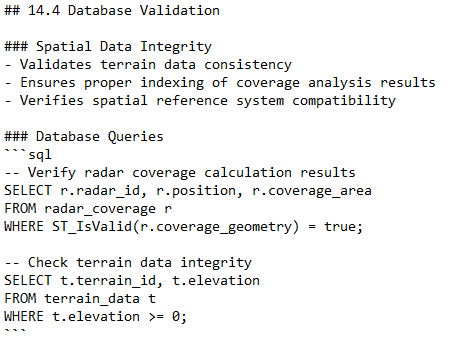 ## 14.4 Database Validation
### Spatial Data Integrity
- Validates terrain data consistency
- Ensures proper indexing of coverage analysis results
- Verifies spatial reference system compatibility
### Database Queries
```sql
-- Verify radar coverage calculation results
SELECT r.radar_id, r.position, r.coverage_area
FROM radar_coverage r
WHERE ST_IsValid(r.coverage_geometry) = true;
-- Check terrain data integrity
SELECT t.terrain_id, t.elevation
FROM terrain_data t
WHERE t.elevation >= 0;
```